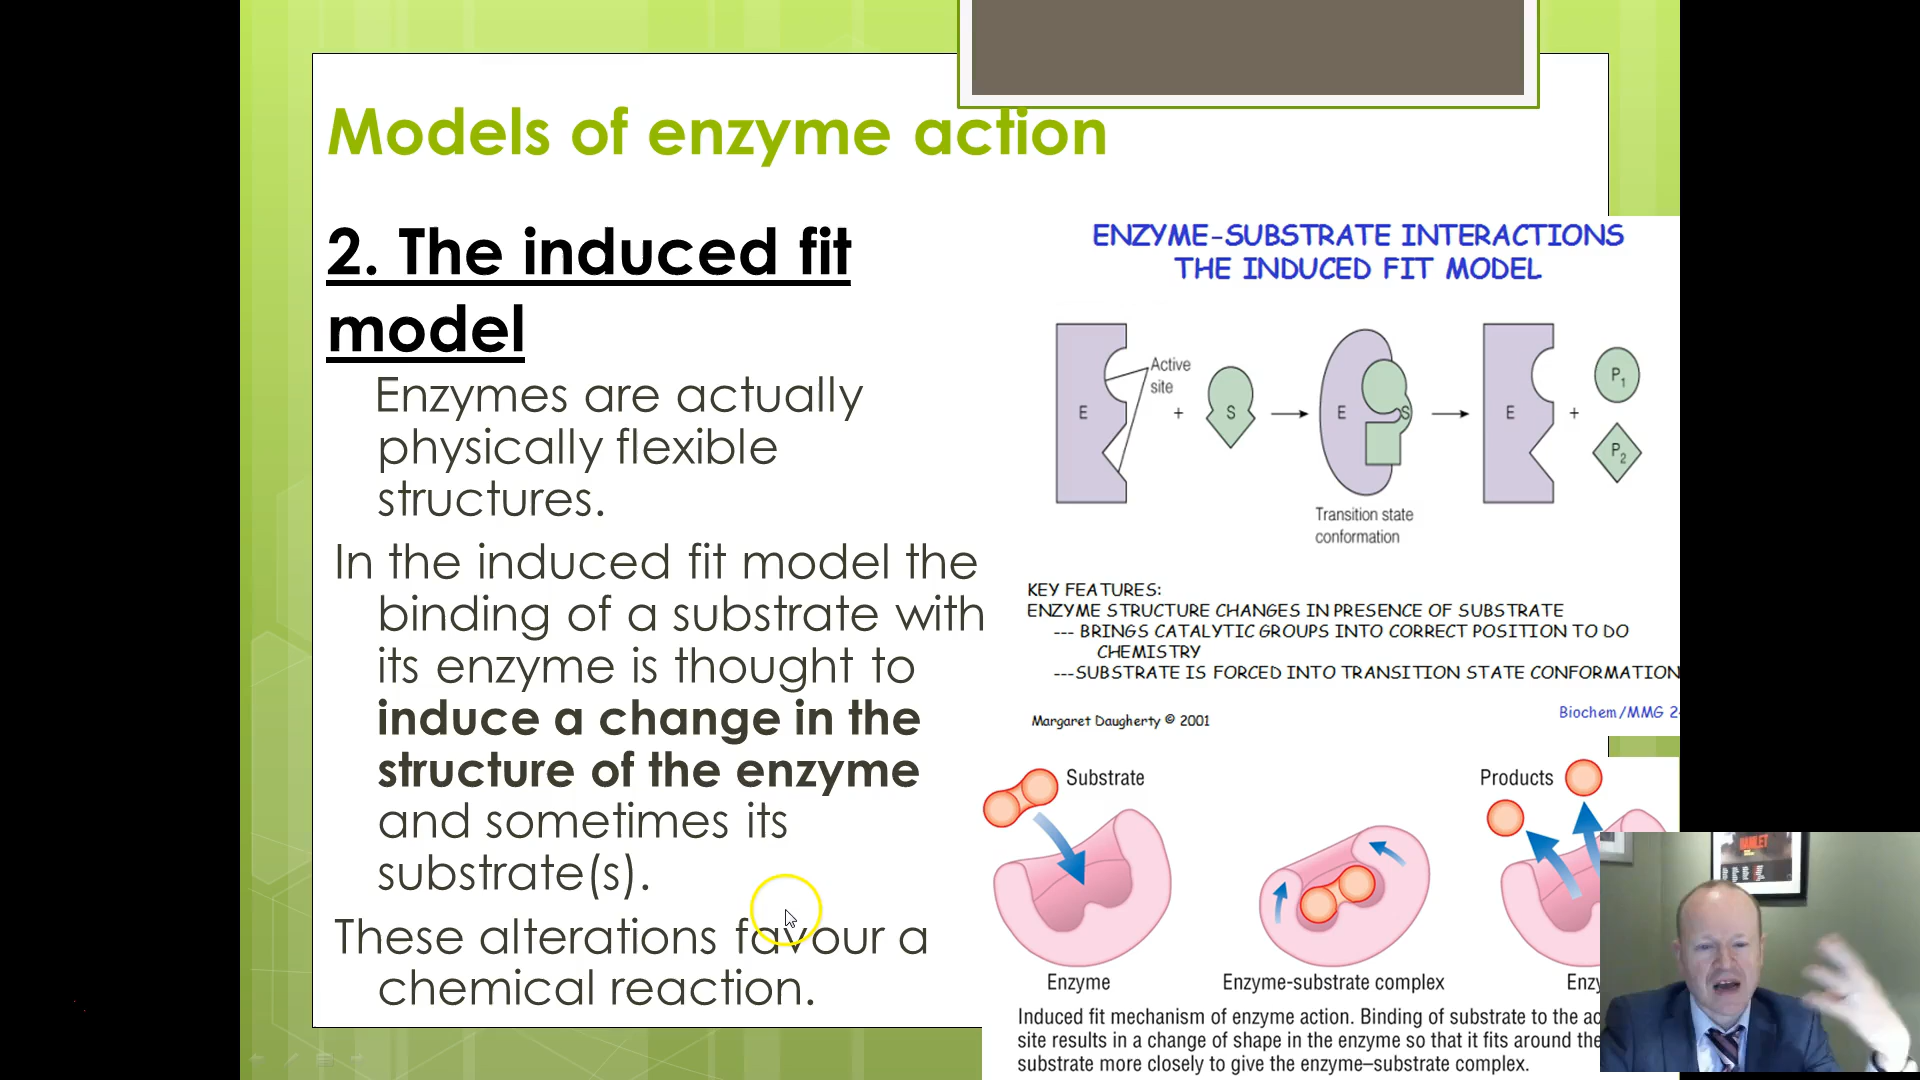 Models of enzyme action
2. The induced fit
model
Enzymes are actually
physically flexible
structures.
In the induced fit model the
binding of a substrate with
its enzyme is thought to
induce a change in the
structure of the enzyme
and sometimes its
substrate(s).
These alterations favour a
chemical reaction.
ENZYME-SUBSTRATE INTERACTIONS
THE INDUCED FIT MODEL
Active
site
E
+
S
E
S
E
+
P1
P2
Transition state
conformation
KEY FEATURES:
ENZYME STRUCTURE CHANGES IN PRESENCE OF SUBSTRATE
--- BRINGS CATALYTIC GROUPS INTO CORRECT POSITION TO DO
CHEMISTRY
---SUBSTRATE IS FORCED INTO TRANSITION STATE CONFORMATION
Margaret Daugherty © 2001
Biochem/MMG
Substrate
Products
Enzyme
Enzyme-substrate complex
Induced fit mechanism of enzyme action. Binding of substrate to the
site results in a change of shape in the enzyme so that it fits around the
substrate more closely to give the enzyme–substrate complex.
HAMLET